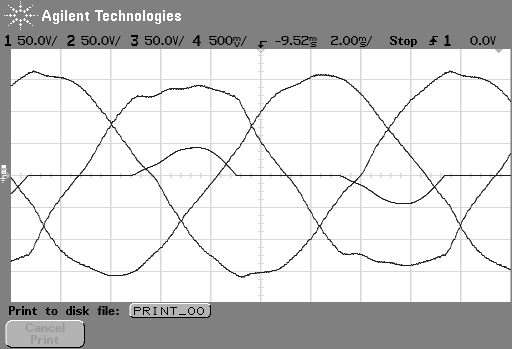 Agilent Technologies
1 50.0V/ 2 50.0V/ 3 50.0V/ 4 500mV/ -9.52ms 2.00ms/ Stop 1 0.0V
Print to disk file: PRINT_00
Cancel
Print